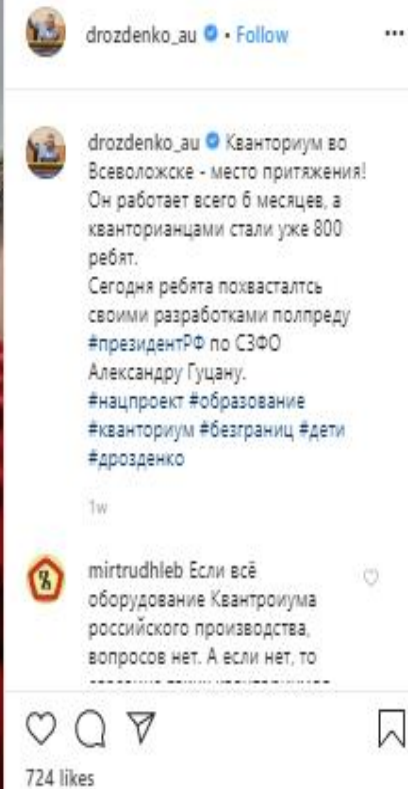 drozdenko_au • Follow
drozdenko_au Кванториум во
Всеволожске - место притяжения!
Он работает всего 6 месяцев, а
кванторианцами стали уже 800
ребят.
Сегодня ребята похвасталтсь
своими разработками полпреду
#президентРФ по СЗФО
Александру Гуцану.
#нацпроект #образование
#кванториум #безграниц #дети
#дрозденко
1w
mirtrudhleb Если всё
оборудование Квантроиума
российского производства,
вопросов нет. А если нет, то
724 likes